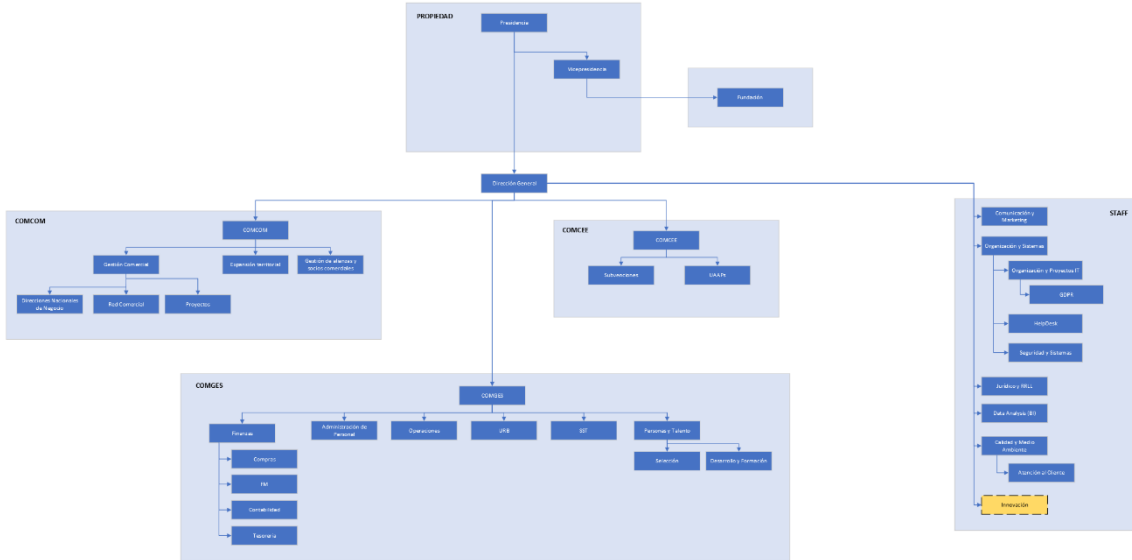 PROPIEDAD
Presidencia
Vicepresidencia
Fundación
Dirección General
COMCOM
COMCOM
Gestión Comercial
Expansión territorial
Gestión de alianzas y
socios comerciales
Direcciones Nacionales
de Negocio
Red Comercial
Proyectos
COMCEE
COMCEE
Subvenciones
UAAPs
STAFF
Comunicación y
Marketing
Organización y Sistemas
Organización y Proyectos IT
GDPR
HelpDesk
Seguridad y Sistemas
Jurídico y RRLL
Data Analysis (BI)
Calidad y Medio
Ambiente
Atención al Cliente
Innovación
COMGES
COMGES
Finanzas
Administración de
Personal
Operaciones
URB
SST
Personas y Talento
Compras
Selección
Desarrollo y Formación
Contabilidad
Tesorería